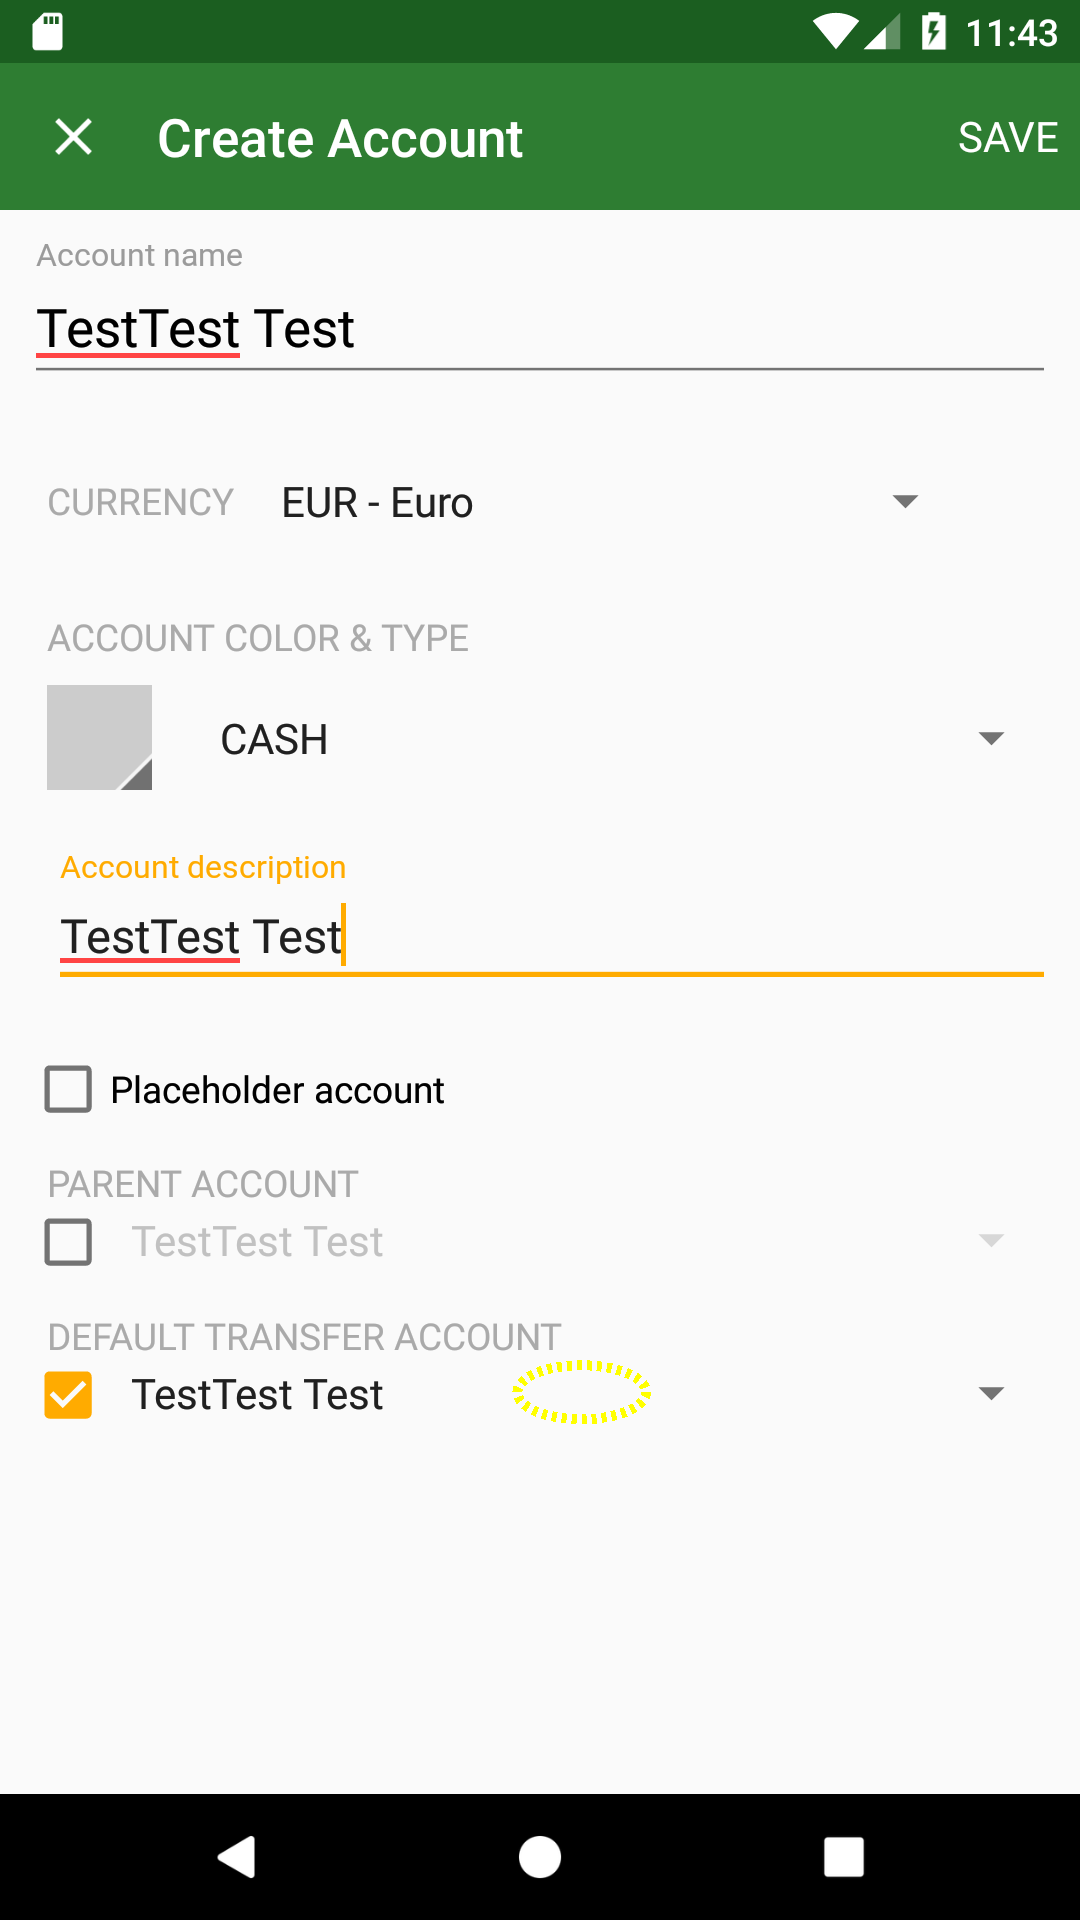 11:43
Create Account
SAVE
Account name
TestTest Test
CURRENCY EUR - Euro
ACCOUNT COLOR & TYPE
CASH
Account description
TestTest Test
Placeholder account
PARENT ACCOUNT
TestTest Test
DEFAULT TRANSFER ACCOUNT
TestTest Test